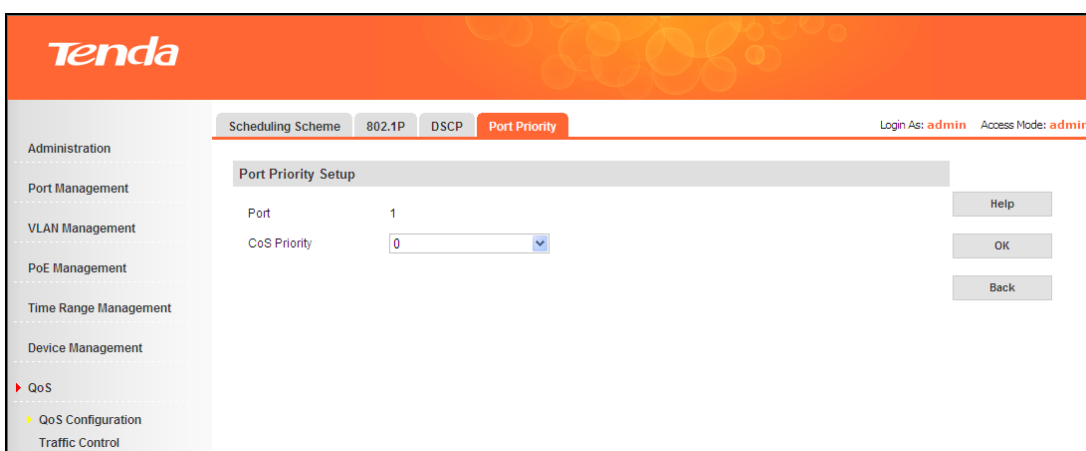 Tenda
Scheduling Scheme 802.1P DSCP Port Priority
Login As: admin Access Mode: admin
Administration
Port Management
VLAN Management
PoE Management
Time Range Management
Device Management
QoS
QoS Configuration
Traffic Control
Port Priority Setup
Port 1
CoS Priority 0
Help
OK
Back